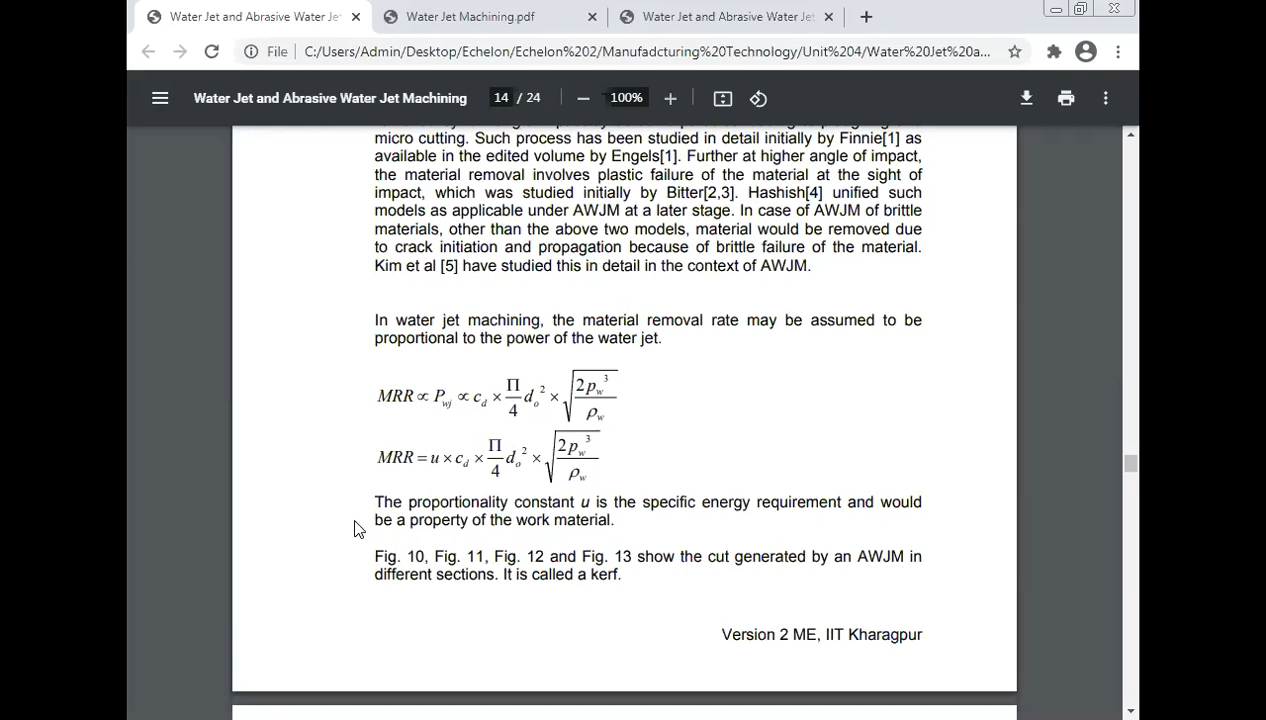 Water Jet and Abrasive Water Je
Water Jet Machining.pdf
Water Jet and Abrasive Water Jet
File
C:/Users/Admin/Desktop/Echelon/Echelon%202/Manufadcturing%20Technology/Unit%204/Water%20Jet%20a...
Water Jet and Abrasive Water Jet Machining
14 / 24
100%
micro cutting. Such process has been studied in detail initially by Finnie[1] as
available in the edited volume by Engels[1]. Further at higher angle of impact,
the material removal involves plastic failure of the material at the sight of
impact, which was studied initially by Bitter[2,3]. Hashish[4] unified such
models as applicable under AWJM at a later stage. In case of AWJM of brittle
materials, other than the above two models, material would be removed due
to crack initiation and propagation because of brittle failure of the material.
Kim et al [5] have studied this in detail in the context of AWJM.
In water jet machining, the material removal rate may be assumed to be
proportional to the power of the water jet.
MRR ∝ P_wj ∝ c_d × Π/4 d_o² × √(2p_w³/ρ_w)
MRR = u × c_d × Π/4 d_o² × √(2p_w³/ρ_w)
The proportionality constant u is the specific energy requirement and would
be a property of the work material.
Fig. 10, Fig. 11, Fig. 12 and Fig. 13 show the cut generated by an AWJM in
different sections. It is called a kerf.
Version 2 ME, IIT Kharagpur